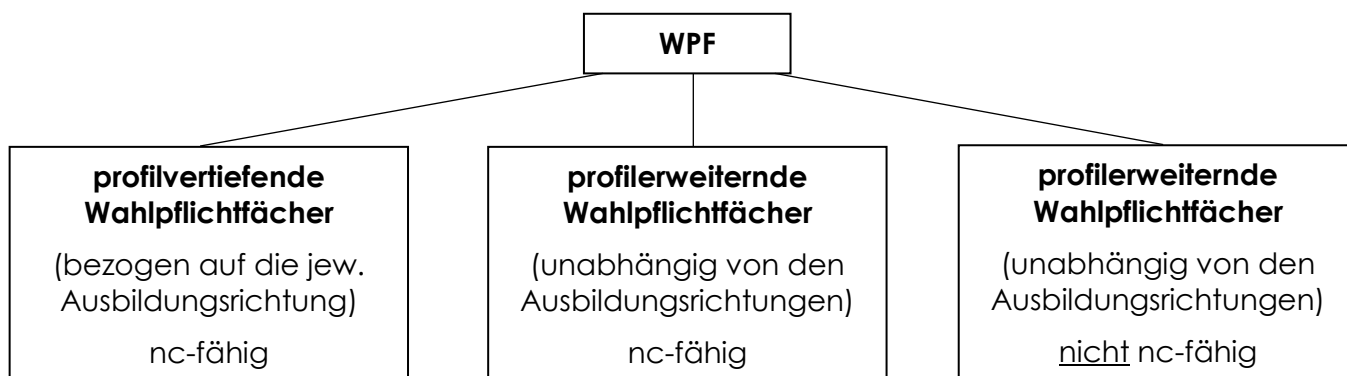 WPF
profilvertiefende
Wahlpflichtfächer
(bezogen auf die jew.
Ausbildungsrichtung)
nc-fähig
profilerweiternde
Wahlpflichtfächer
(unabhängig von den
Ausbildungsrichtungen)
nc-fähig
profilerweiternde
Wahlpflichtfächer
(unabhängig von den
Ausbildungsrichtungen)
nicht nc-fähig